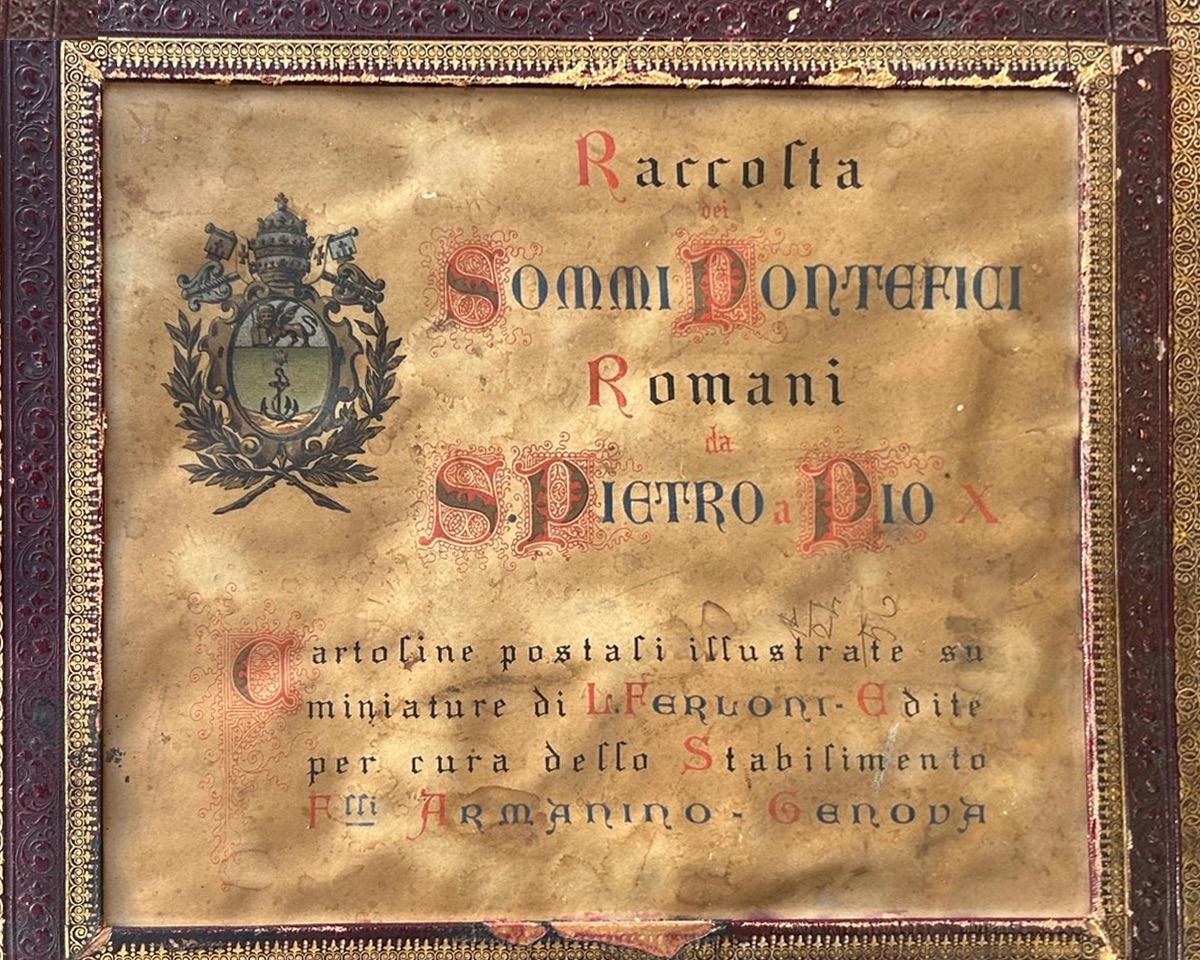 Raccolta
dei
Sommi Pontefici
Romani
da
S. Pietro a Pio X
Cartoline postali illustrate su
miniature di L. Ferloni - Edite
per cura dello Stabilimento
Flli Armanino - Genova